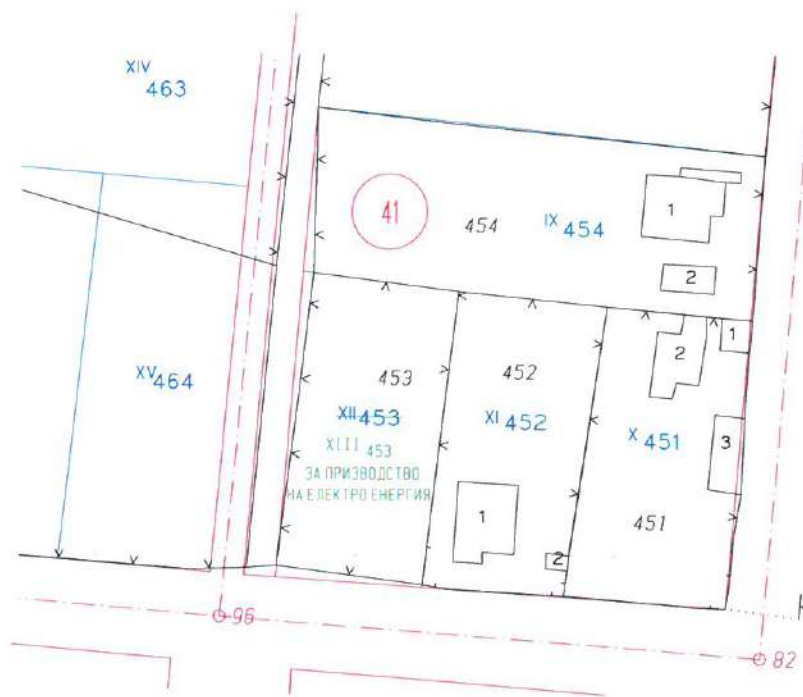 XIV 463
41
454
IX 454
1
2
XV 464
453
452
1
2
XII 453
XI 452
X 451
3
XIII 453
ЗА ПРИЗВОДСТВО
НА ЕЛЕКТРО ЕНЕРГИЯ
1
2
451
96
82